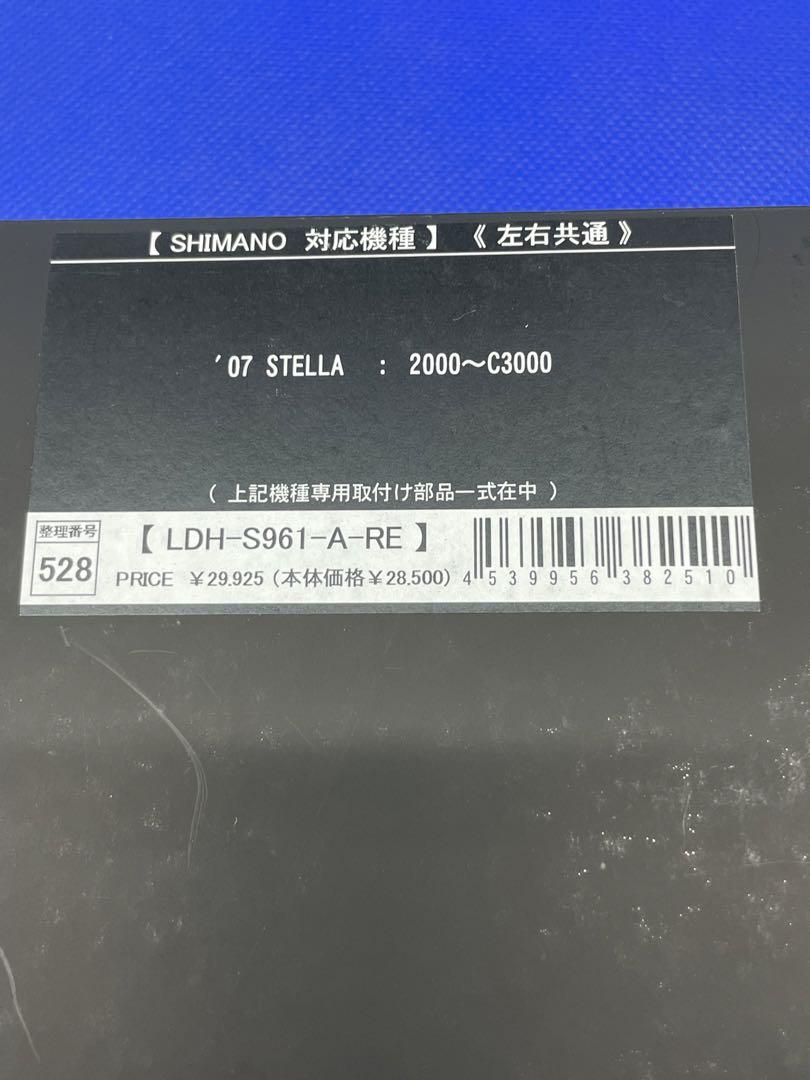 【 SHIMANO 対応機種 】 《 左右共通 》
'07 STELLA : 2000～C3000
( 上記機種専用取付け部品一式在中 )
整理番号
528
【 LDH-S961-A-RE 】
PRICE ￥29.925 (本体価格￥28.500)
4 539956 382510